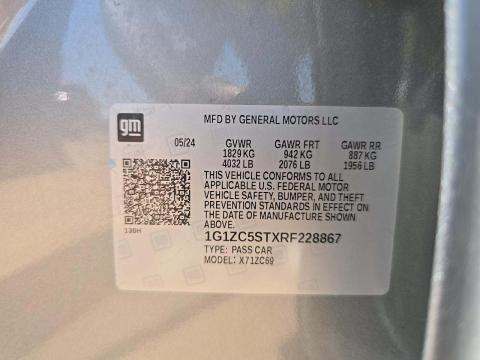 gm
MFD BY GENERAL MOTORS LLC
05/24 GVWR GAWR FRT GAWR RR
1829 KG 942 KG 887 KG
4032 LB 2076 LB 1956 LB
THIS VEHICLE CONFORMS TO ALL
APPLICABLE U.S. FEDERAL MOTOR
VEHICLE SAFETY, BUMPER, AND THEFT
PREVENTION STANDARDS IN EFFECT ON
THE DATE OF MANUFACTURE SHOWN
ABOVE.
1G1ZC5STXRF228867
TYPE: PASS CAR
MODEL: X71ZC69